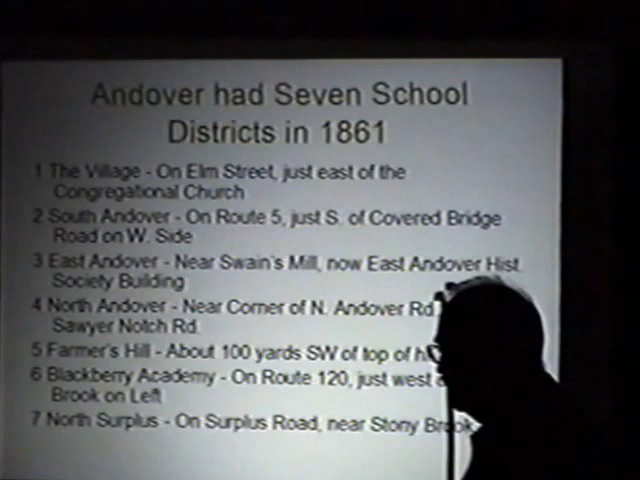 Andover had Seven School
Districts in 1861
1 The Village - On Elm Street, just east of the
Congregational Church
2 South Andover - On Route 5, just S. of Covered Bridge
Road on W. Side
3 East Andover - Near Swain's Mill, now East Andover Hist.
Society Building
4 North Andover - Near Corner of N. Andover Rd
Sawyer Notch Rd.
5 Farmer's Hill - About 100 yards SW of top of
6 Blackberry Academy - On Route 120, just west
Brook on Left
7 North Surplus - On Surplus Road, near Stony Brook